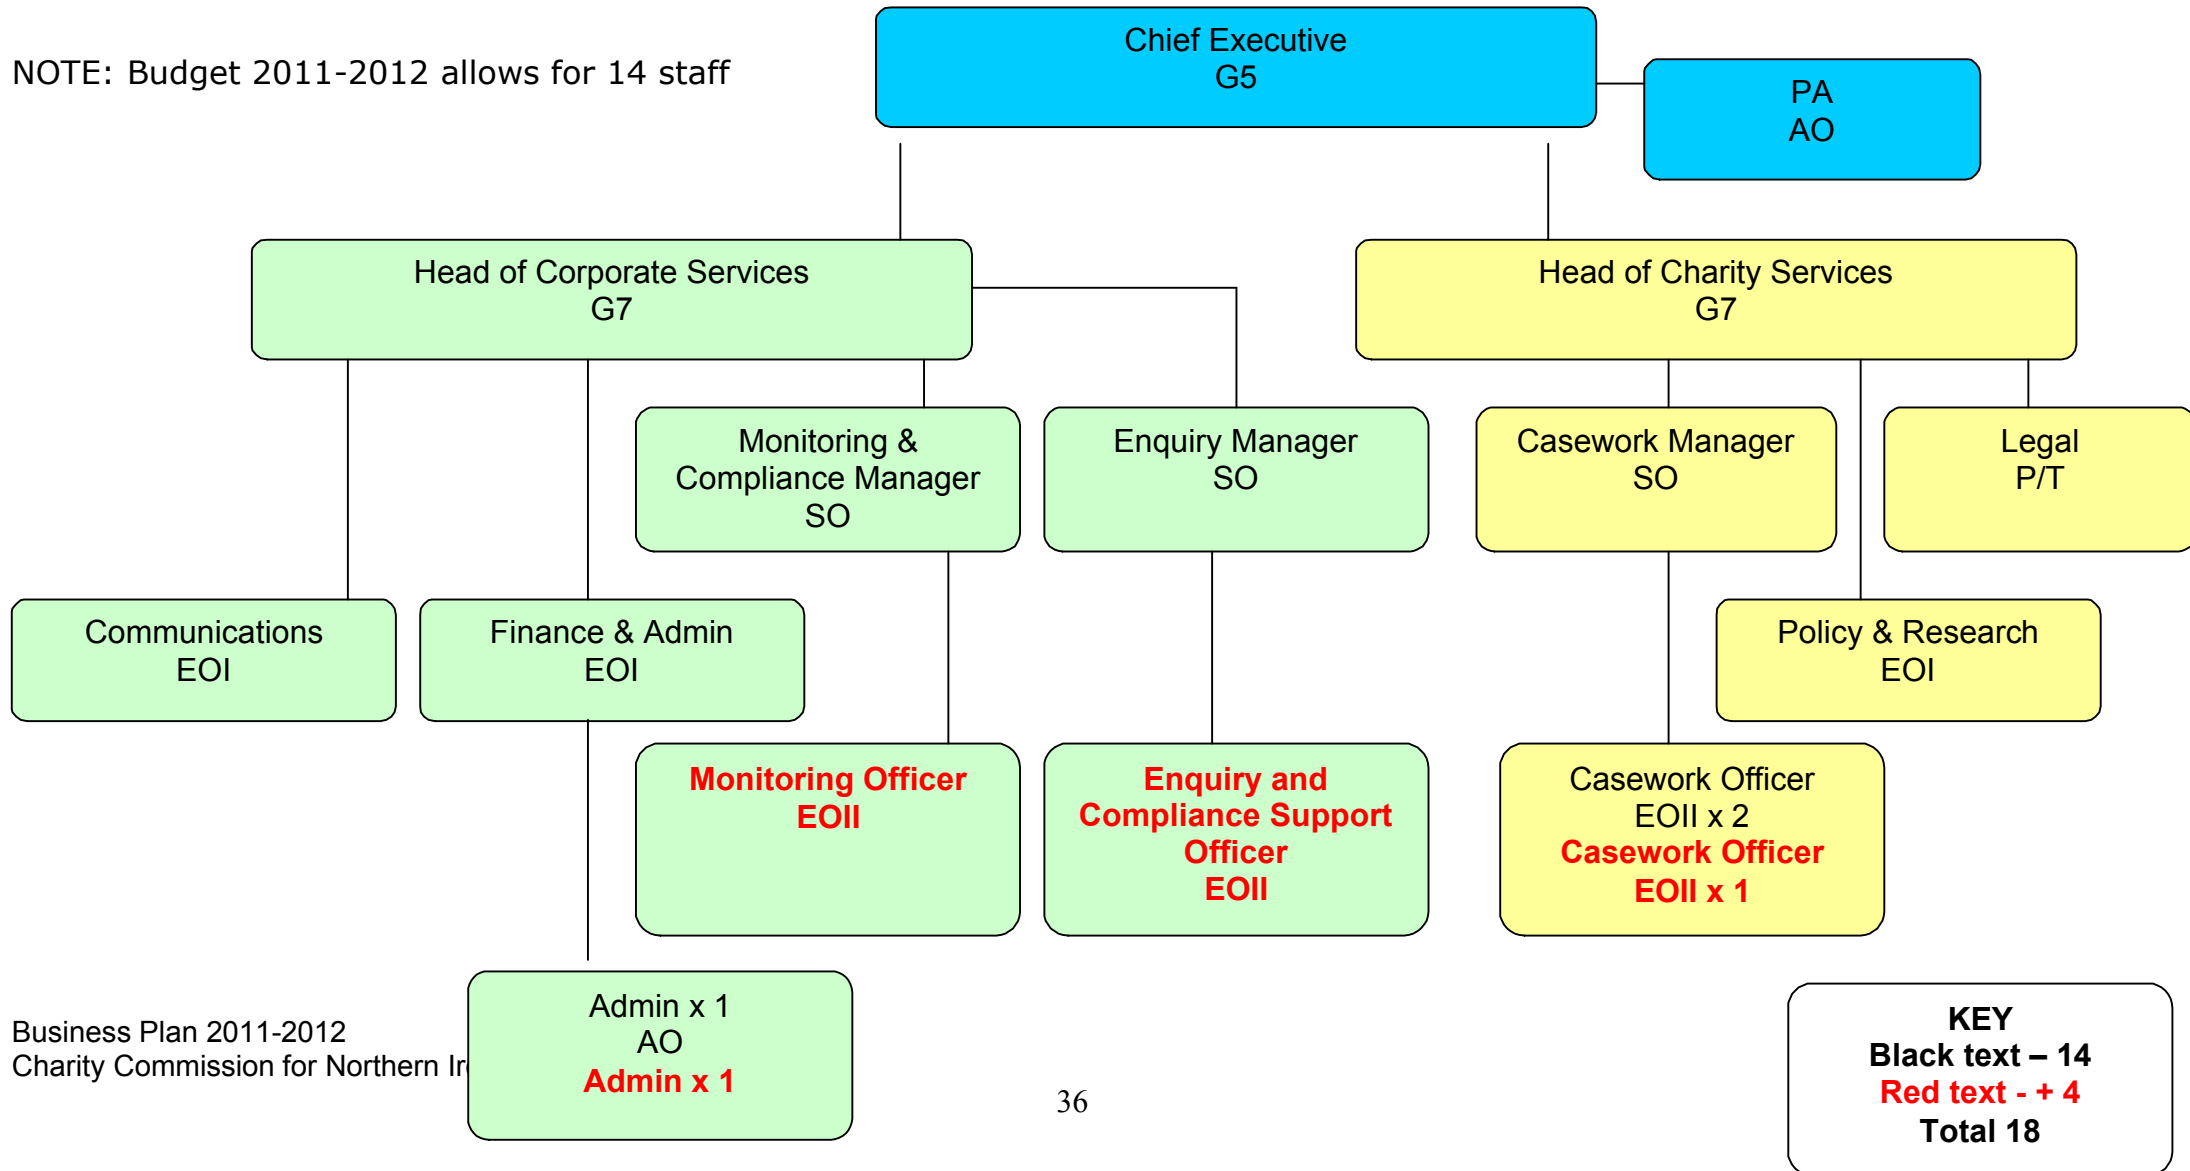 NOTE: Budget 2011-2012 allows for 14 staff
Chief Executive
G5
PA
AO
Head of Corporate Services
G7
Head of Charity Services
G7
Monitoring &
Compliance Manager
SO
Enquiry Manager
SO
Casework Manager
SO
Legal
P/T
Communications
EOI
Finance & Admin
EOI
Policy & Research
EOI
Monitoring Officer
EOII
Enquiry and
Compliance Support
Officer
EOII
Casework Officer
EOII x 2
Casework Officer
EOII x 1
Admin x 1
AO
Admin x 1
Business Plan 2011-2012
Charity Commission for Northern
36
KEY
Black text – 14
Red text - + 4
Total 18